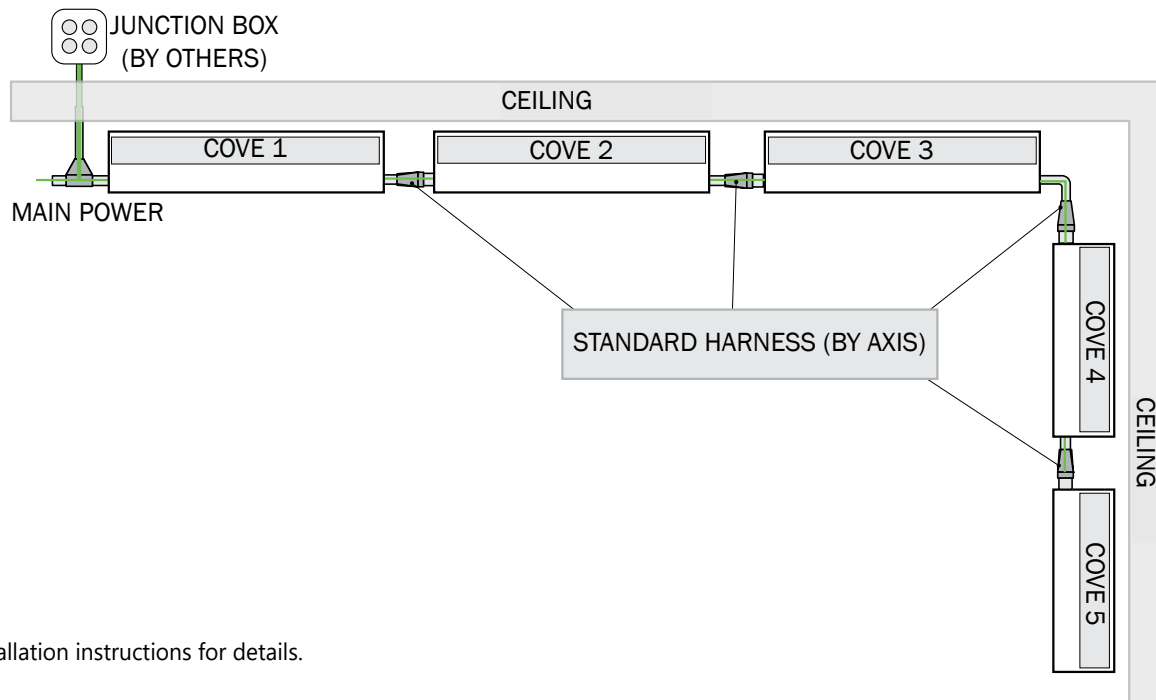 JUNCTION BOX
(BY OTHERS)
CEILING
COVE 1
COVE 2
COVE 3
MAIN POWER
STANDARD HARNESS (BY AXIS)
COVE 4
CEILING
COVE 5
installation instructions for details.